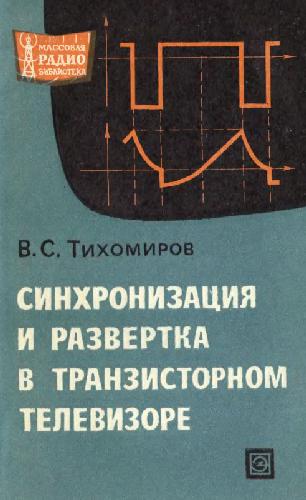 МАССОВАЯ
РАДИО
БИБЛИОТЕКА
В. С. ТИХОМИРОВ
СИНХРОНИЗАЦИЯ
И РАЗВЕРТКА
В ТРАНЗИСТОРНОМ
ТЕЛЕВИЗОРЕ